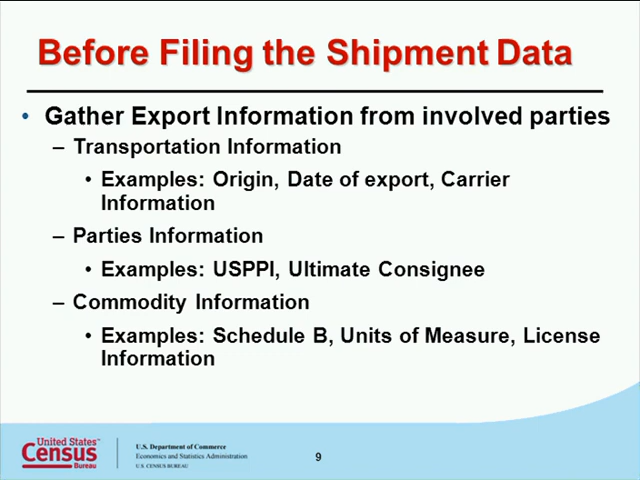 Before Filing the Shipment Data
• Gather Export Information from involved parties
– Transportation Information
• Examples: Origin, Date of export, Carrier
Information
– Parties Information
• Examples: USPPI, Ultimate Consignee
– Commodity Information
• Examples: Schedule B, Units of Measure, License
Information
United States™
Census
Bureau
U.S. Department of Commerce
Economics and Statistics Administration
U.S. CENSUS BUREAU
9